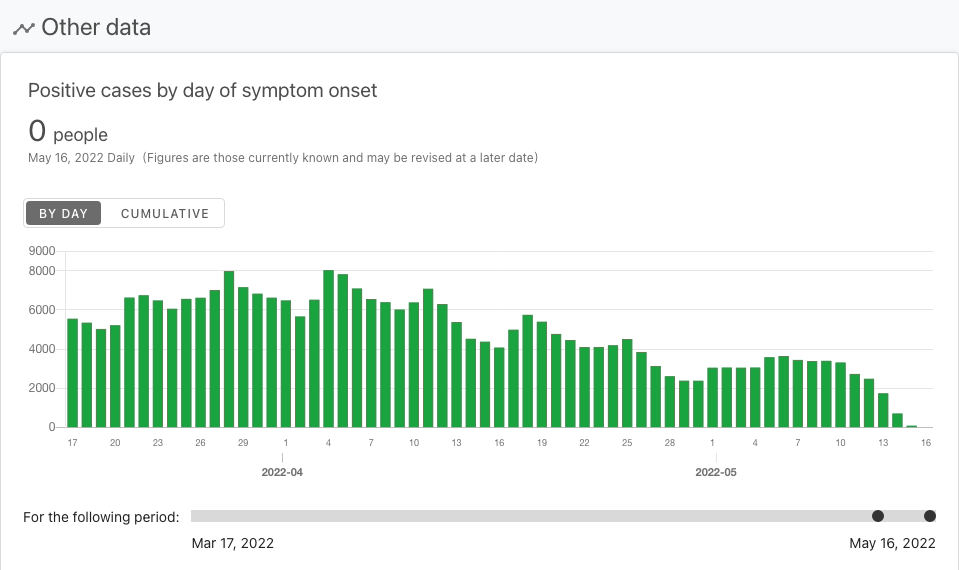 Other data
Positive cases by day of symptom onset
0 people
May 16, 2022 Daily (Figures are those currently known and may be revised at a later date)
BY DAY CUMULATIVE
9000
8000
6000
4000
2000
0
17 20 23 26 29 1 4 7 10 13 16 19 22 25 28 1 4 7 10 13 16
2022-04 2022-05
For the following period:
Mar 17, 2022 May 16, 2022